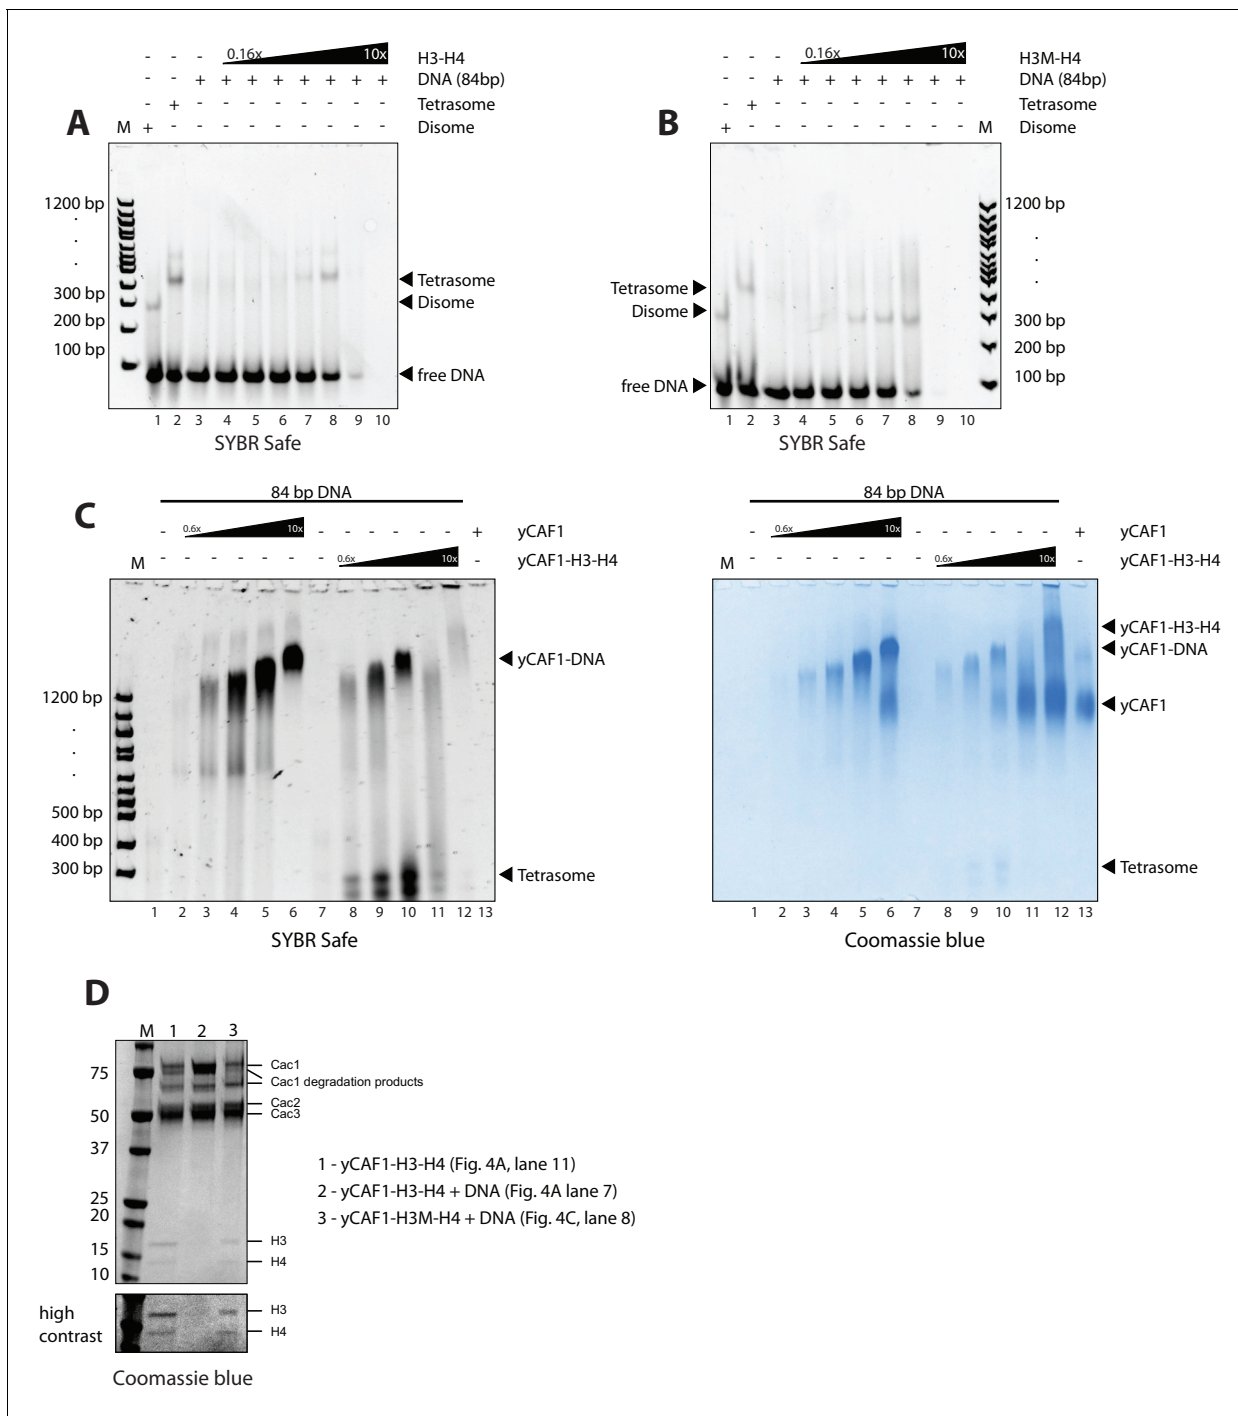 0.16x 10x
- - - H3-H4
- - + + + + + + + + DNA (84bp)
- + - - - - - - - - Tetrasome
A M + - - - - - - - - - Disome
1200 bp
.
.
.
300 bp
200 bp
100 bp
Tetrasome
Disome
free DNA
1 2 3 4 5 6 7 8 9 10
SYBR Safe
0.16x 10x
- - - H3M-H4
- - + + + + + + + + DNA (84bp)
- + - - - - - - - - Tetrasome
B + - - - - - - - - - M Disome
1200 bp
.
.
.
Tetrasome
Disome
300 bp
200 bp
100 bp
free DNA
1 2 3 4 5 6 7 8 9 10
SYBR Safe
84 bp DNA
C - 0.6x 10x - - - - - - + yCAF1
M - - - - - - - 0.6x 10x - yCAF1-H3-H4
yCAF1-DNA
1200 bp
.
.
.
500 bp
400 bp
300 bp
Tetrasome
1 2 3 4 5 6 7 8 9 10 11 12 13
SYBR Safe
84 bp DNA
- 0.6x 10x - - - - - - + yCAF1
M - - - - - - - 0.6x 10x - yCAF1-H3-H4
yCAF1-H3-H4
yCAF1-DNA
yCAF1
Tetrasome
1 2 3 4 5 6 7 8 9 10 11 12 13
Coomassie blue
D
M 1 2 3
75
50
37
25
20
15
10
Cac1
Cac1 degradation products
Cac2
Cac3
H3
H4
1 - yCAF1-H3-H4 (Fig. 4A, lane 11)
2 - yCAF1-H3-H4 + DNA (Fig. 4A lane 7)
3 - yCAF1-H3M-H4 + DNA (Fig. 4C, lane 8)
high
contrast
H3
H4
Coomassie blue